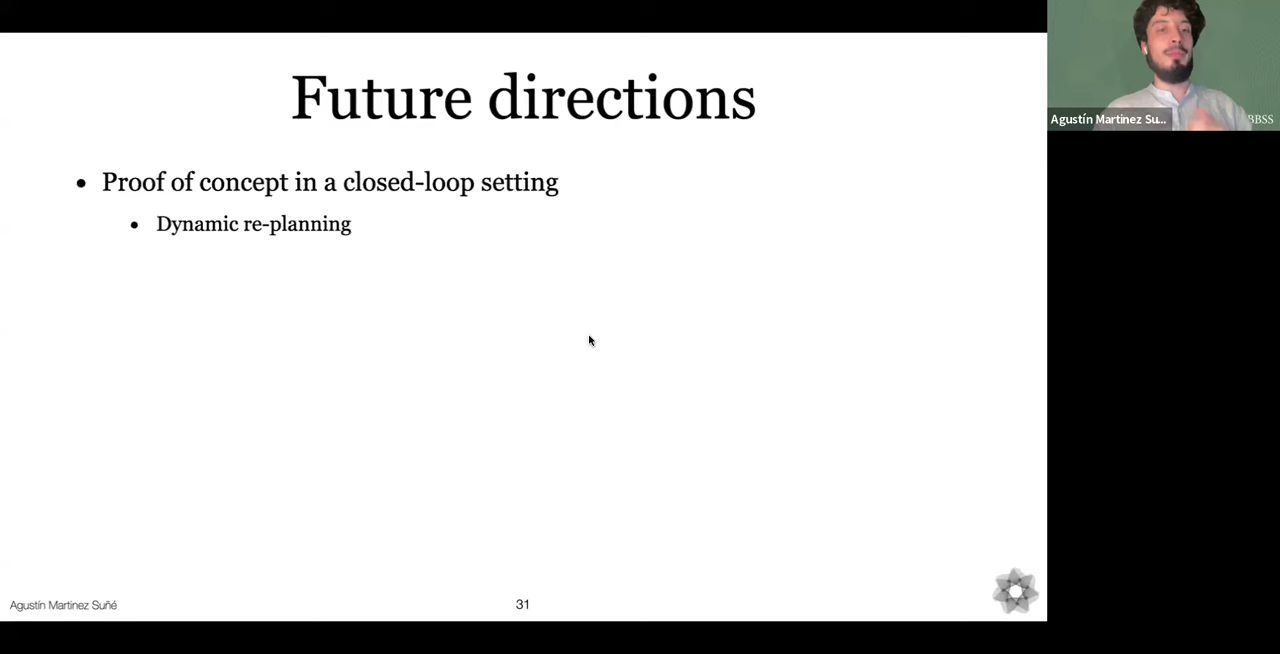 Future directions
Agustín Martinez Su...
BBSS
• Proof of concept in a closed-loop setting
• Dynamic re-planning
Agustín Martinez Suñé
31